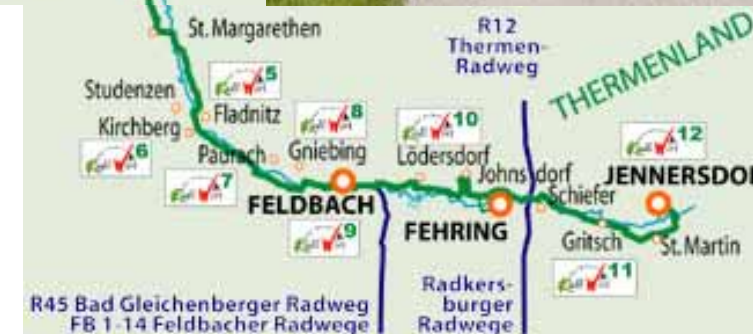 St. Margarethen
R12
Thermen-
Radweg
THERMENLAND
Studenzen
5
Fladnitz
Kirchberg
6
8
10
12
Paurach
Gniebing
Lödersdorf
7
Johnsdorf
JENNERSDO
FELDBACH
Schiefer
9
FEHRING
Gritsch
St. Martin
11
R45 Bad Gleichenberger Radweg
FB 1-14 Feldbacher Radwege
Radkers-
burger
Radwege